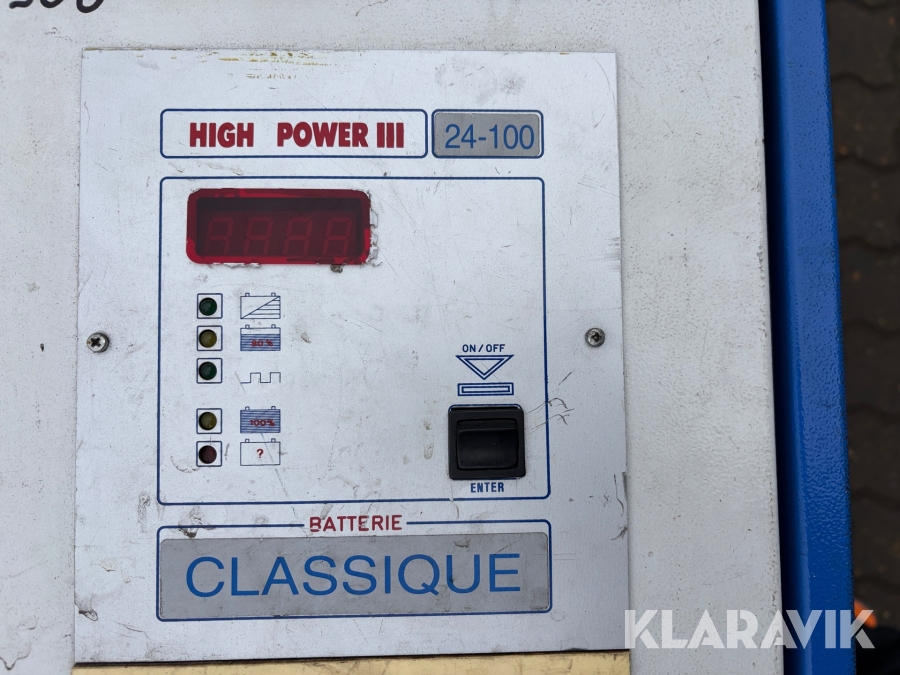 HIGH POWER III 24-100
80%
ON/OFF
100%
?
ENTER
BATTERIE
CLASSIQUE
KLARAVIK